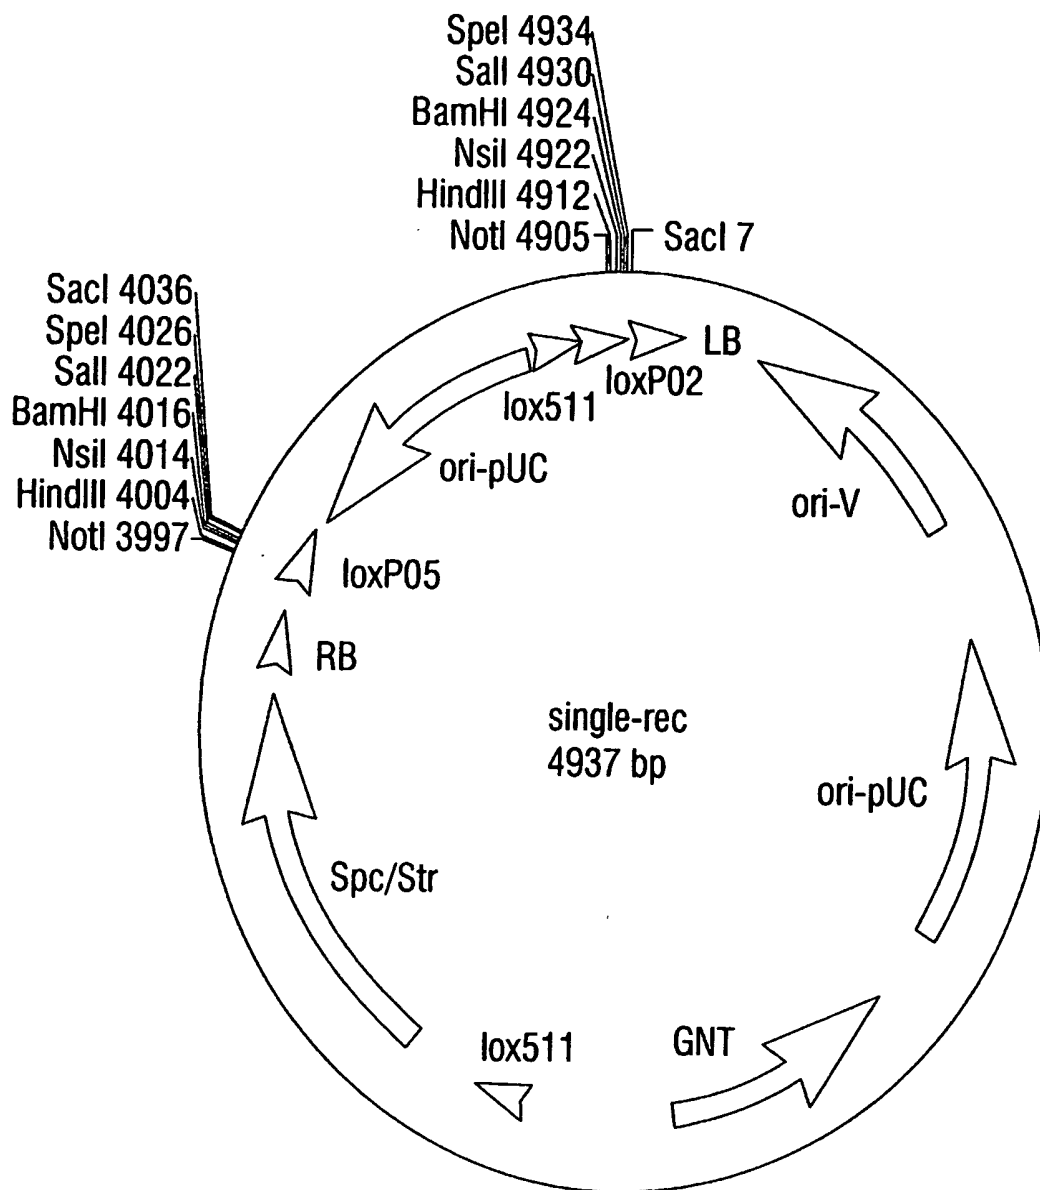 SpeI 4934
SalI 4930
BamHI 4924
NsiI 4922
HindIII 4912
NotI 4905
SacI 7
SacI 4036
SpeI 4026
SalI 4022
BamHI 4016
NsiI 4014
HindIII 4004
NotI 3997
LB
loxP02
lox511
ori-pUC
ori-V
loxP05
RB
single-rec
4937 bp
ori-pUC
Spc/Str
lox511
GNT